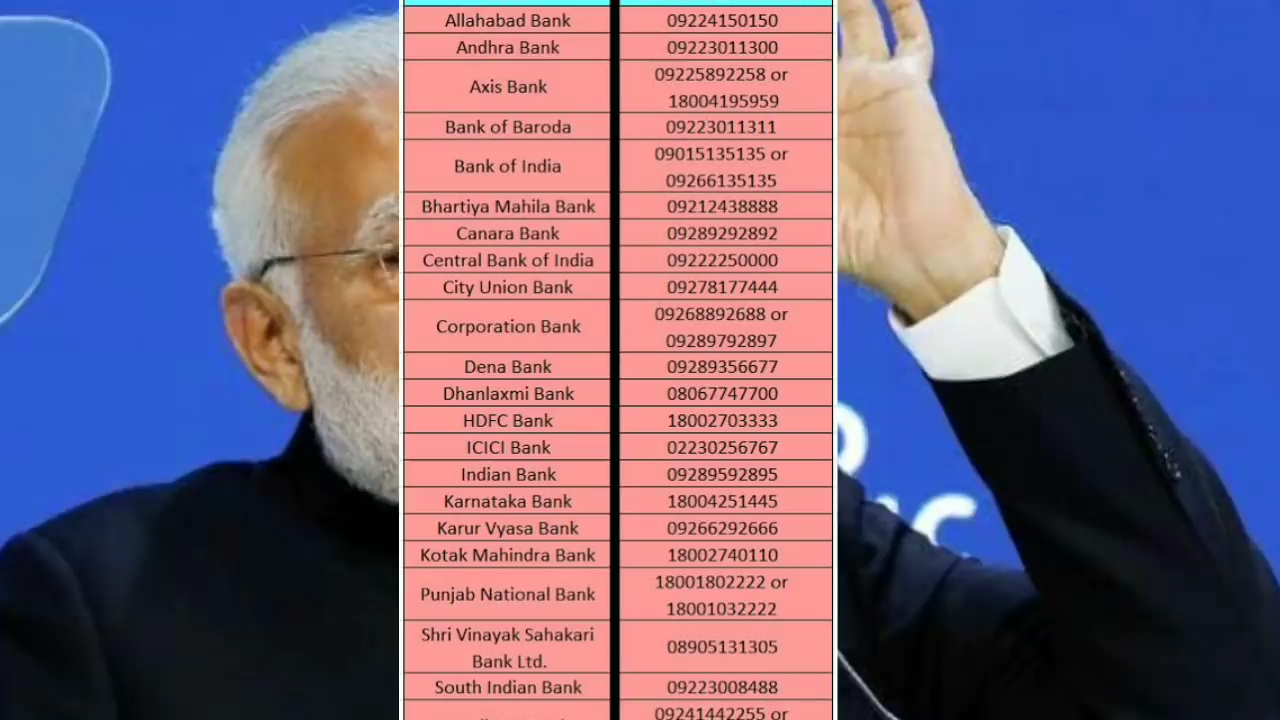 Allahabad Bank 09224150150
Andhra Bank 09223011300
Axis Bank 09225892258 or
18004195959
Bank of Baroda 09223011311
Bank of India 09015135135 or
09266135135
Bhartiya Mahila Bank 09212438888
Canara Bank 09289292892
Central Bank of India 09222250000
City Union Bank 09278177444
Corporation Bank 09268892688 or
09289792897
Dena Bank 09289356677
Dhanlaxmi Bank 08067747700
HDFC Bank 18002703333
ICICI Bank 02230256767
Indian Bank 09289592895
Karnataka Bank 18004251445
Karur Vyasa Bank 09266292666
Kotak Mahindra Bank 18002740110
Punjab National Bank 18001802222 or
18001032222
Shri Vinayak Sahakari
Bank Ltd. 08905131305
South Indian Bank 09223008488
09241442255 or